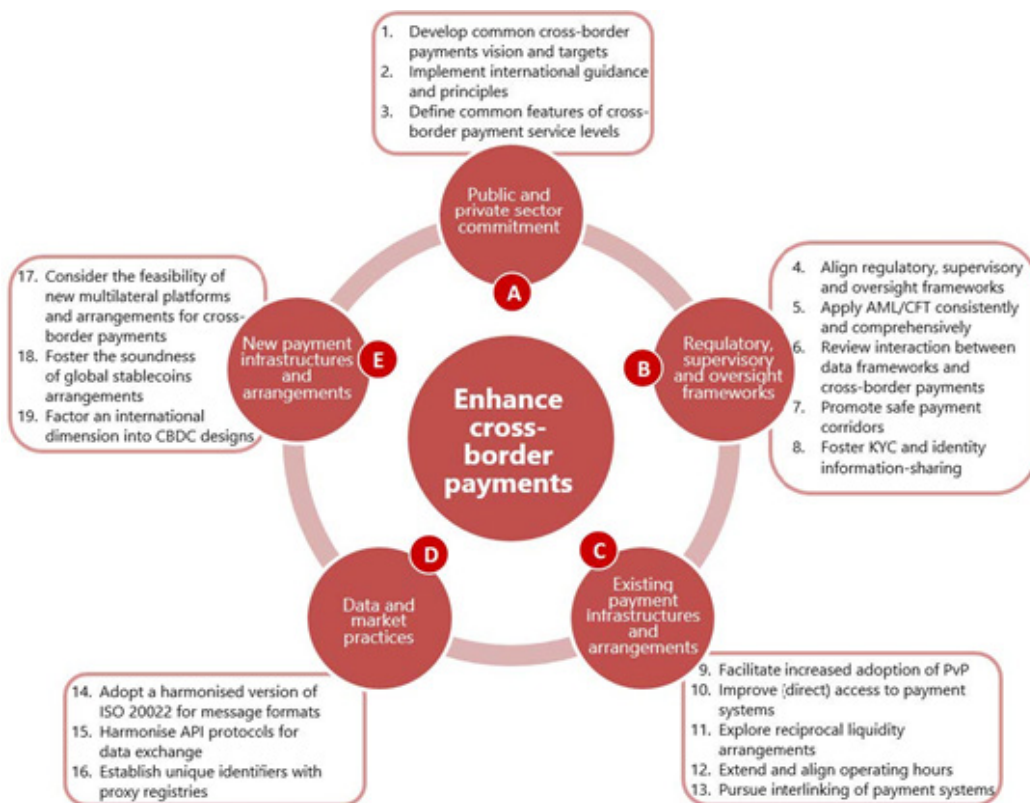 1. Develop common cross-border
payments vision and targets
2. Implement international guidance
and principles
3. Define common features of cross-
border payment service levels
Public and
private sector
commitment
A
4. Align regulatory, supervisory
and oversight frameworks
5. Apply AML/CFT consistently
and comprehensively
6. Review interaction between
data frameworks and
cross-border payments
7. Promote safe payment
corridors
8. Foster KYC and identity
information-sharing
Regulatory,
supervisory
and oversight
frameworks
B
Enhance
cross-
border
payments
C
Existing
payment
infrastructures
and
arrangements
9. Facilitate increased adoption of PvP
10. Improve (direct) access to payment
systems
11. Explore reciprocal liquidity
arrangements
12. Extend and align operating hours
13. Pursue interlinking of payment systems
D
Data and
market
practices
14. Adopt a harmonised version of
ISO 20022 for message formats
15. Harmonise API protocols for
data exchange
16. Establish unique identifiers with
proxy registries
E
New payment
infrastructures
and
arrangements
17. Consider the feasibility of
new multilateral platforms
and arrangements for cross-
border payments
18. Foster the soundness
of global stablecoins
arrangements
19. Factor an international
dimension into CBDC designs